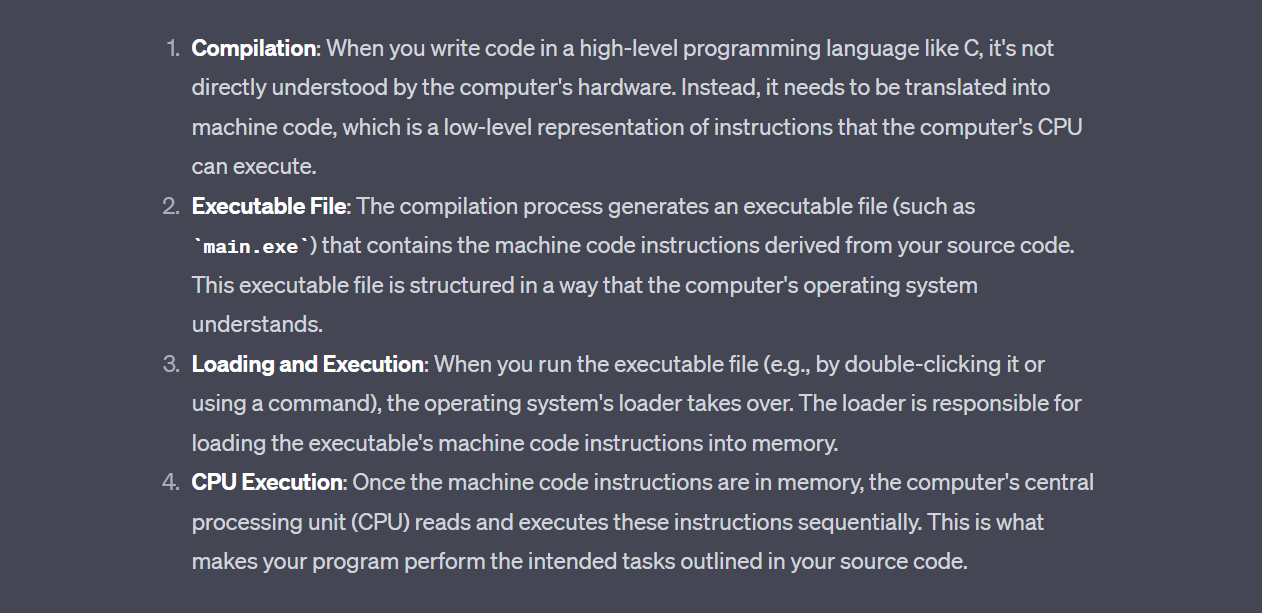 1. Compilation: When you write code in a high-level programming language like C, it's not
directly understood by the computer's hardware. Instead, it needs to be translated into
machine code, which is a low-level representation of instructions that the computer's CPU
can execute.
2. Executable File: The compilation process generates an executable file (such as
`main.exe`) that contains the machine code instructions derived from your source code.
This executable file is structured in a way that the computer's operating system
understands.
3. Loading and Execution: When you run the executable file (e.g., by double-clicking it or
using a command), the operating system's loader takes over. The loader is responsible for
loading the executable's machine code instructions into memory.
4. CPU Execution: Once the machine code instructions are in memory, the computer's central
processing unit (CPU) reads and executes these instructions sequentially. This is what
makes your program perform the intended tasks outlined in your source code.